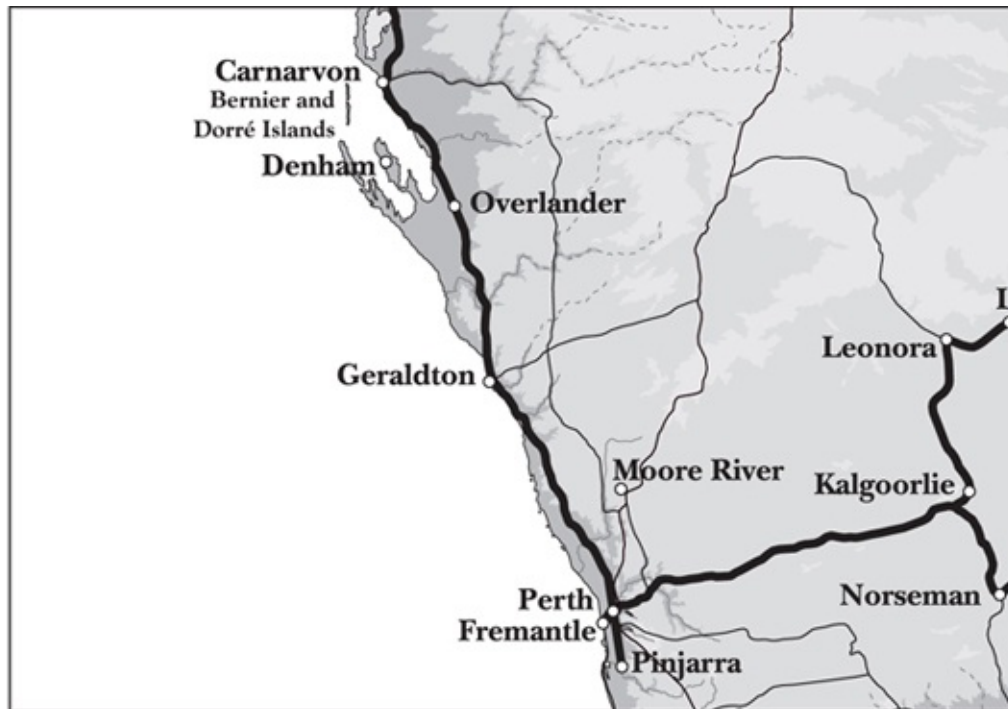 Carnarvon
Bernier and
Dorré Islands
Denham
Overlander
L
Leonora
Geraldton
Moore River
Kalgoorlie
Perth
Norseman
Fremantle
Pinjarra